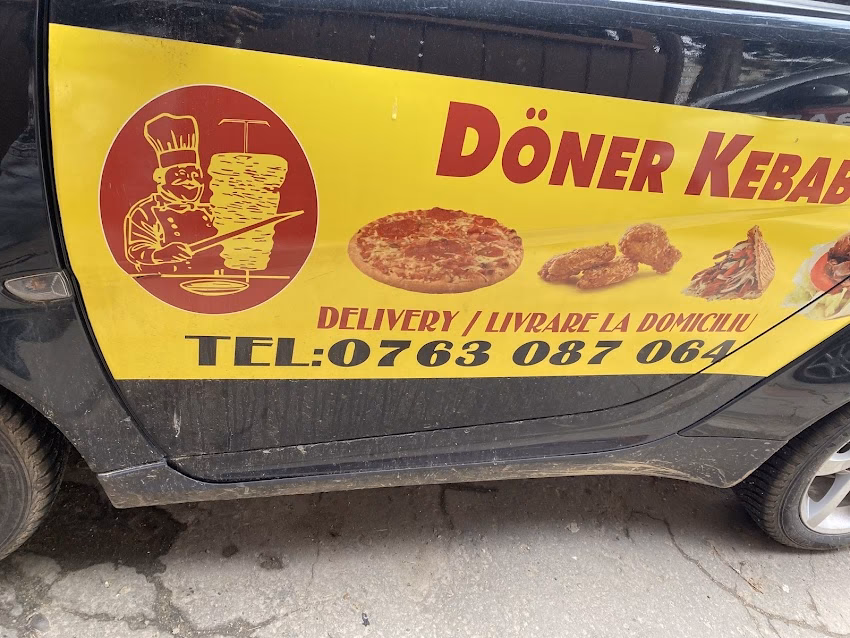 DÖNER KEBAB
DELIVERY / LIVRARE LA DOMICILIU
TEL:0763 087 064